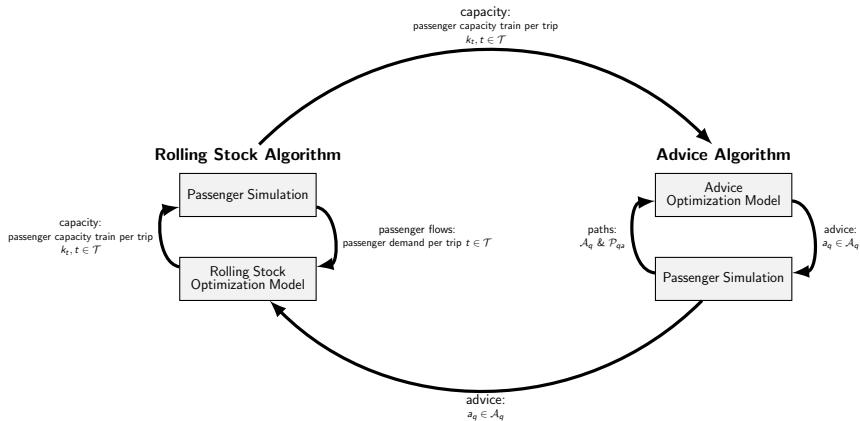 capacity:
passenger capacity train per trip
k_t, t ∈ 𝒯
Rolling Stock Algorithm
Passenger Simulation
capacity:
passenger capacity train per trip
k_t, t ∈ 𝒯
passenger flows:
passenger demand per trip t ∈ 𝒯
Rolling Stock
Optimization Model
Advice Algorithm
Advice
Optimization Model
paths:
𝒜_q & 𝒫_qa
advice:
a_q ∈ 𝒜_q
Passenger Simulation
advice:
a_q ∈ 𝒜_q